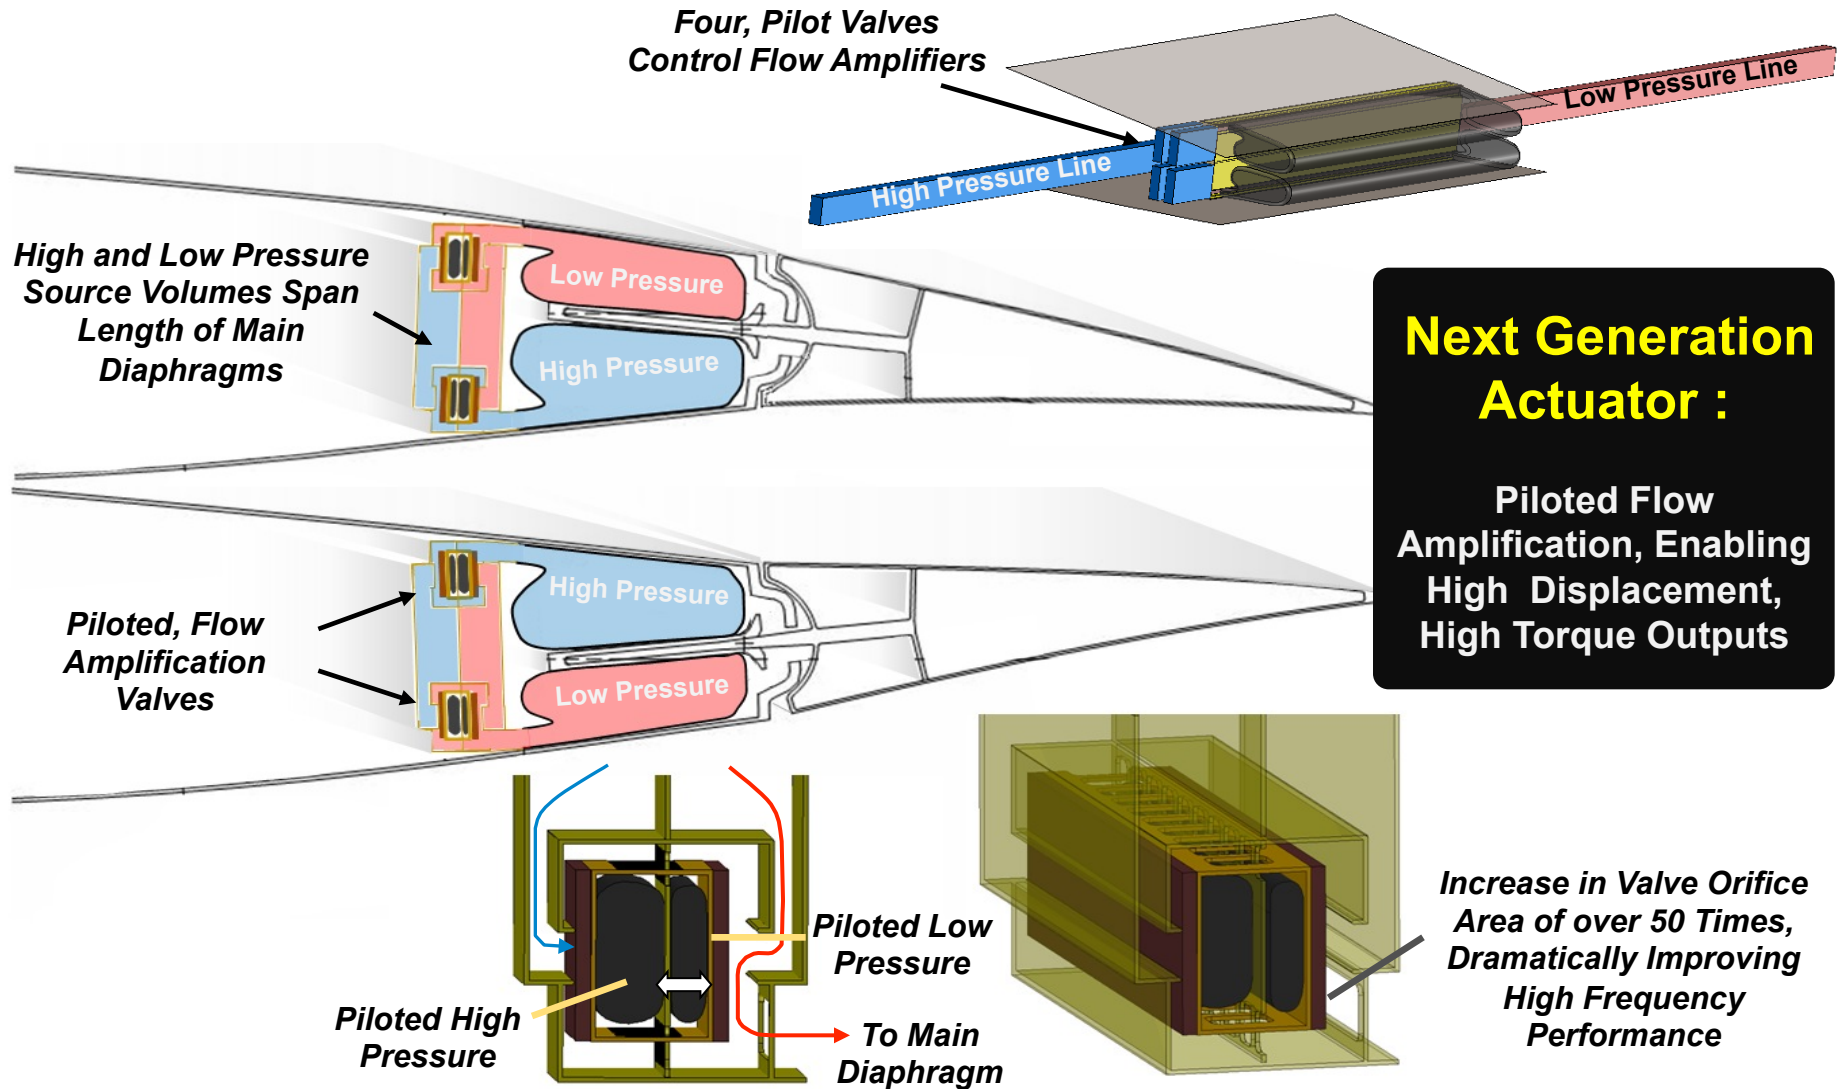 Four, Pilot Valves
Control Flow Amplifiers
Low Pressure Line
High Pressure Line
High and Low Pressure
Source Volumes Span
Length of Main
Diaphragms
Low Pressure
High Pressure
Next Generation
Actuator :
Piloted Flow
Amplification, Enabling
High Displacement,
High Torque Outputs
Piloted, Flow
Amplification
Valves
High Pressure
Low Pressure
Piloted Low
Pressure
Piloted High
Pressure
To Main
Diaphragm
Increase in Valve Orifice
Area of over 50 Times,
Dramatically Improving
High Frequency
Performance